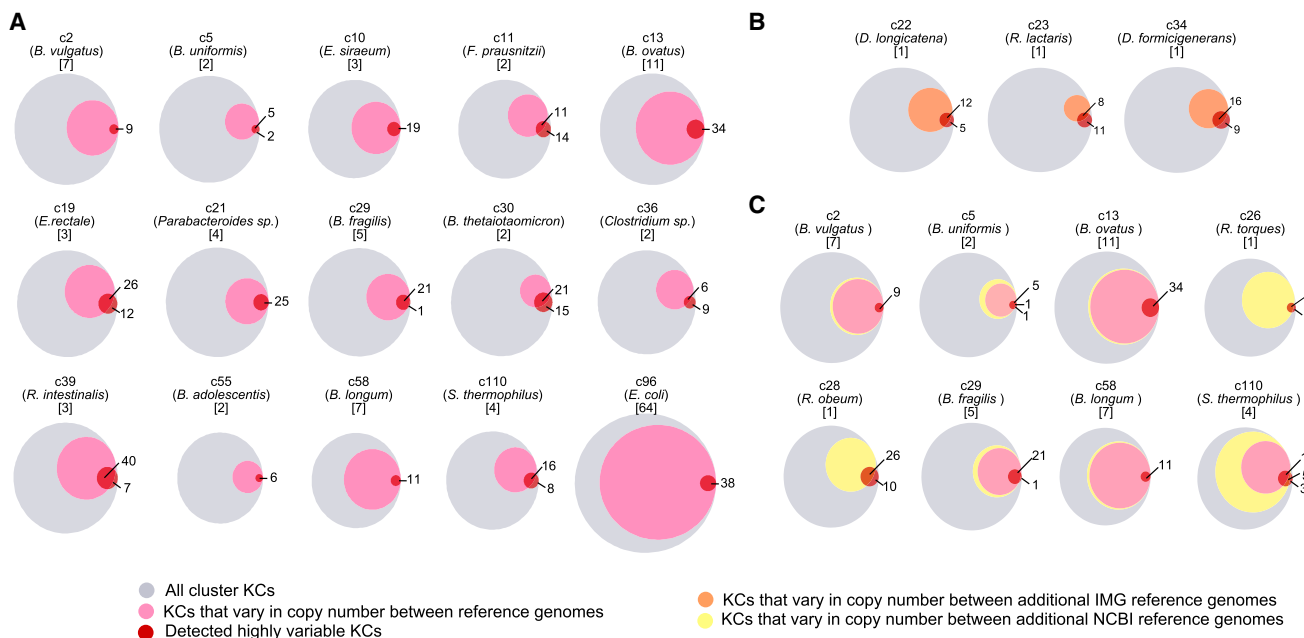 A
c2
(B. vulgatus)
[7]
9
c5
(B. uniformis)
[2]
5
2
c10
(E. siraeum)
[3]
19
c11
(F. prausnitzii)
[2]
11
14
c13
(B. ovatus)
[11]
34
c19
(E.rectale)
[3]
26
12
c21
(Parabacteroides sp.)
[4]
25
c29
(B. fragilis)
[5]
21
1
c30
(B. thetaiotaomicron)
[2]
21
15
c36
(Clostridium sp.)
[2]
6
9
c39
(R. intestinalis)
[3]
40
7
c55
(B. adolescentis)
[2]
6
c58
(B. longum)
[7]
11
c110
(S. thermophilus)
[4]
16
8
c96
(E. coli)
[64]
38
B
c22
(D. longicatena)
[1]
12
5
c23
(R. lactaris)
[1]
8
11
c34
(D. formicigenerans)
[1]
16
9
C
c2
(B. vulgatus )
[7]
9
c5
(B. uniformis )
[2]
5
1
1
c13
(B. ovatus )
[11]
34
c26
(R. torques)
[1]
c28
(R. obeum)
[1]
26
10
c29
(B. fragilis )
[5]
21
1
c58
(B. longum )
[7]
11
c110
(S. thermophilus )
[4]
3
All cluster KCs
KCs that vary in copy number between reference genomes
Detected highly variable KCs
KCs that vary in copy number between additional IMG reference genomes
KCs that vary in copy number between additional NCBI reference genomes